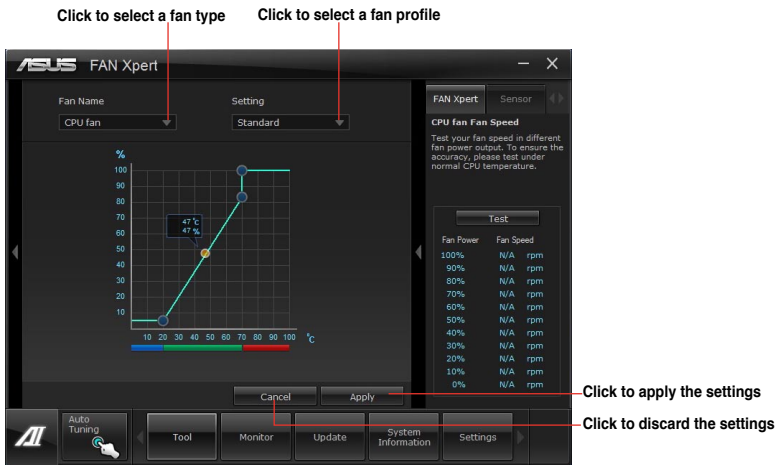 Click to select a fan type
Click to select a fan profile
ASUS FAN Xpert
Fan Name
Setting
CPU fan
Standard
%
100
90
80
70
60
50
40
30
20
10
47 °C
47 %
10 20 30 40 50 60 70 80 90 100 °C
Cancel
Apply
FAN Xpert
Sensor
CPU fan Fan Speed
Test your fan speed in different
fan power output. To ensure the
accuracy, please test under
normal CPU temperature.
Test
Fan Power Fan Speed
100% N/A rpm
90% N/A rpm
80% N/A rpm
70% N/A rpm
60% N/A rpm
50% N/A rpm
40% N/A rpm
30% N/A rpm
20% N/A rpm
10% N/A rpm
0% N/A rpm
Click to apply the settings
Click to discard the settings
AI
Auto
Tuning
Tool
Monitor
Update
System
Information
Settings